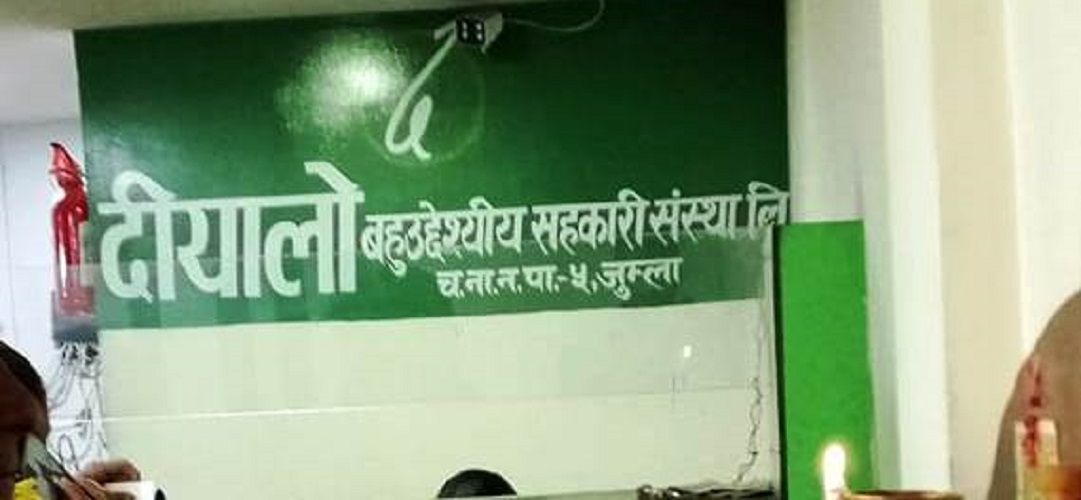 दीयालो बहुउद्देश्यीय सहकारी संस्था लि
च.ना.न.पा.-५,जुम्ला